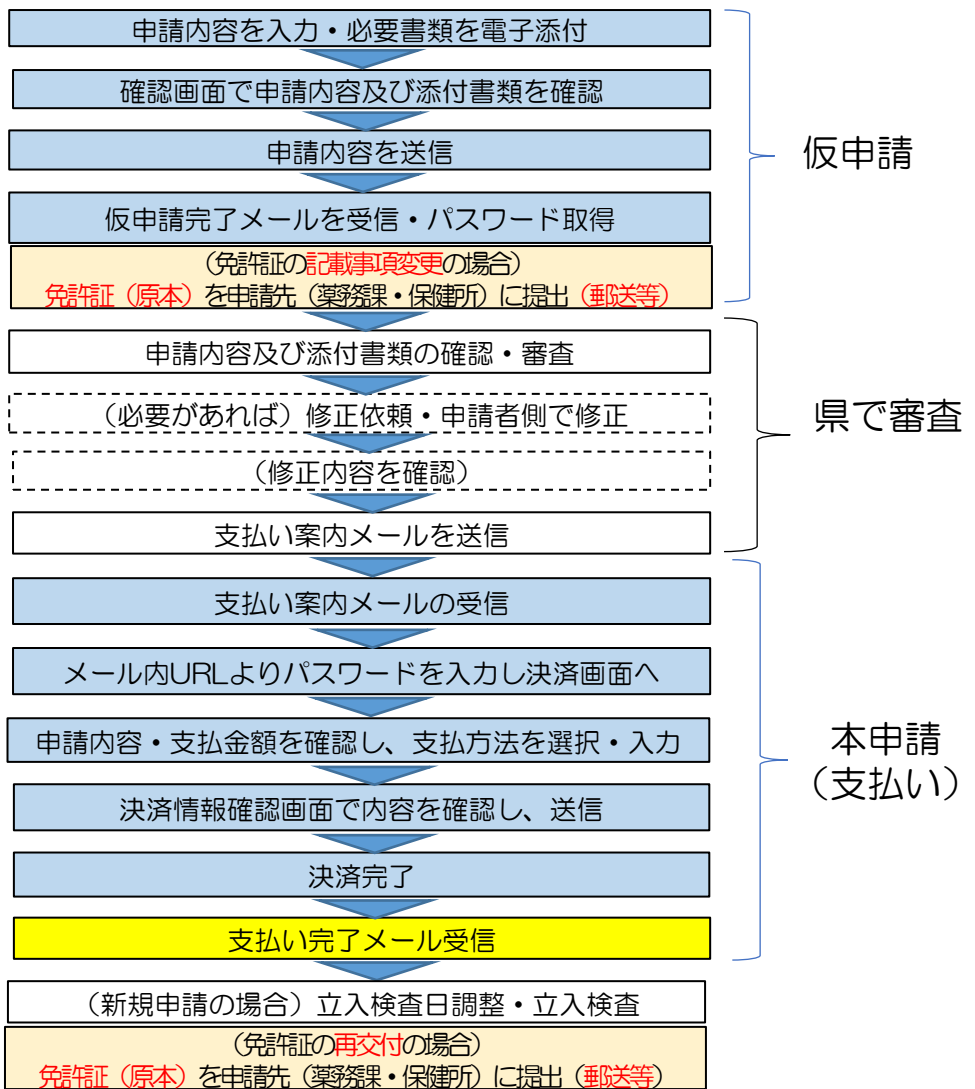 申請内容を入力・必要書類を電子添付
確認画面で申請内容及び添付書類を確認
申請内容を送信
仮申請完了メールを受信・パスワード取得
（免許証の記載事項変更の場合）
免許証（原本）を申請先（薬務課・保健所）に提出（郵送等）
仮申請
申請内容及び添付書類の確認・審査
（必要があれば）修正依頼・申請者側で修正
（修正内容を確認）
支払い案内メールを送信
県で審査
支払い案内メールの受信
メール内URLよりパスワードを入力し決済画面へ
申請内容・支払金額を確認し、支払方法を選択・入力
決済情報確認画面で内容を確認し、送信
決済完了
支払い完了メール受信
本申請
（支払い）
（新規申請の場合）立入検査日調整・立入検査
（免許証の再交付の場合）
免許証（原本）を申請先（薬務課・保健所）に提出（郵送等）